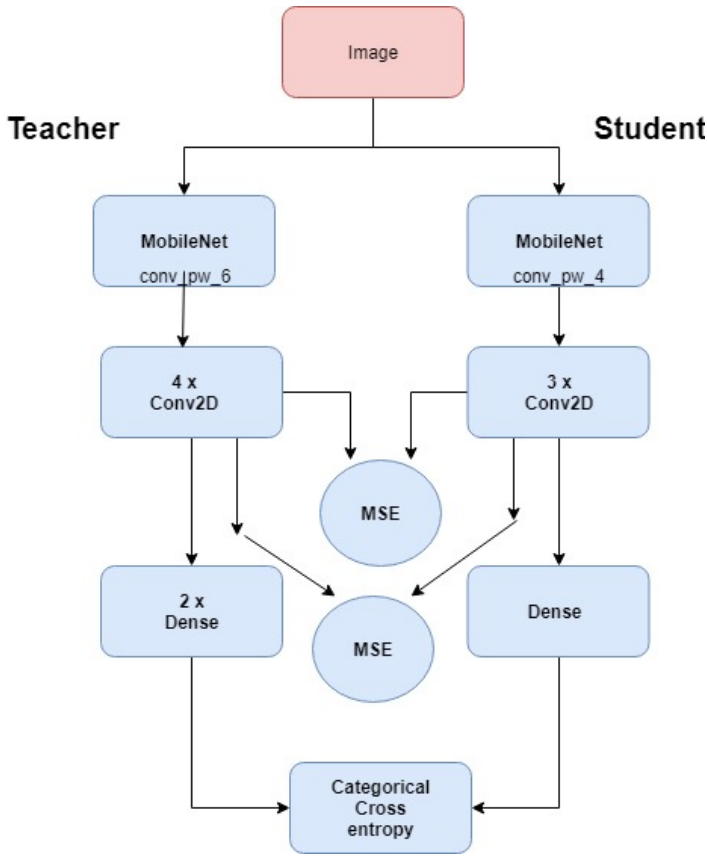 Image
Teacher
Student
MobileNet
conv_pw_6
MobileNet
conv_pw_4
4 x
Conv2D
3 x
Conv2D
MSE
2 x
Dense
MSE
Dense
Categorical
Cross
entropy